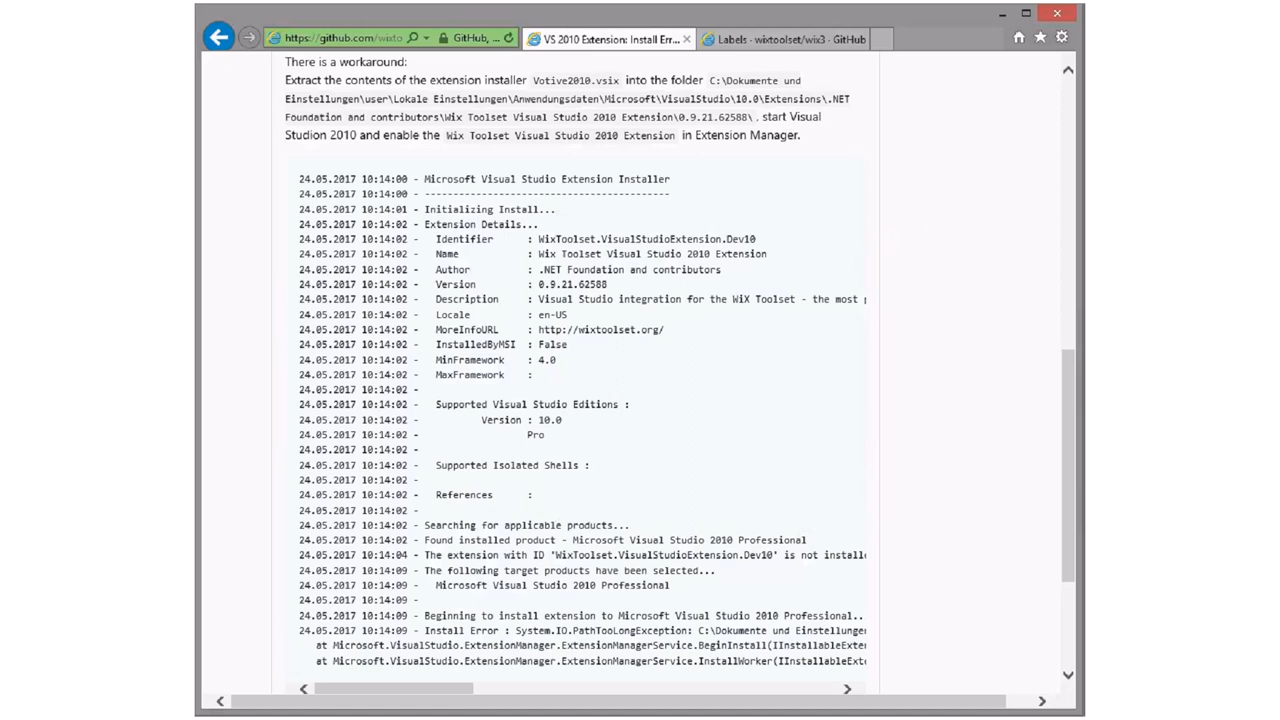 https://github.com/wixto
GitHub, ...
VS 2010 Extension: Install Err...
Labels - wixtoolset/wix3 · GitHub
There is a workaround:
Extract the contents of the extension installer Votive2010.vsix into the folder C:\Dokumente und
Einstellungen\user\Lokale Einstellungen\Anwendungsdaten\Microsoft\VisualStudio\10.0\Extensions\.NET
Foundation and contributors\Wix Toolset Visual Studio 2010 Extension\0.9.21.62588\, start Visual
Studion 2010 and enable the Wix Toolset Visual Studio 2010 Extension in Extension Manager.
24.05.2017 10:14:00 - Microsoft Visual Studio Extension Installer
24.05.2017 10:14:00 - -------------------------------------------
24.05.2017 10:14:01 - Initializing Install...
24.05.2017 10:14:02 - Extension Details...
24.05.2017 10:14:02 - Identifier : WixToolset.VisualStudioExtension.Dev10
24.05.2017 10:14:02 - Name : Wix Toolset Visual Studio 2010 Extension
24.05.2017 10:14:02 - Author : .NET Foundation and contributors
24.05.2017 10:14:02 - Version : 0.9.21.62588
24.05.2017 10:14:02 - Description : Visual Studio integration for the WiX Toolset - the most
24.05.2017 10:14:02 - Locale : en-US
24.05.2017 10:14:02 - MoreInfoURL : http://wixtoolset.org/
24.05.2017 10:14:02 - InstalledByMSI : False
24.05.2017 10:14:02 - MinFramework : 4.0
24.05.2017 10:14:02 - MaxFramework :
24.05.2017 10:14:02 -
24.05.2017 10:14:02 - Supported Visual Studio Editions :
24.05.2017 10:14:02 - Version : 10.0
24.05.2017 10:14:02 - Pro
24.05.2017 10:14:02 -
24.05.2017 10:14:02 - Supported Isolated Shells :
24.05.2017 10:14:02 -
24.05.2017 10:14:02 - References :
24.05.2017 10:14:02 -
24.05.2017 10:14:02 - Searching for applicable products...
24.05.2017 10:14:02 - Found installed product - Microsoft Visual Studio 2010 Professional
24.05.2017 10:14:04 - The extension with ID 'WixToolset.VisualStudioExtension.Dev10' is not installe
24.05.2017 10:14:09 - The following target products have been selected...
24.05.2017 10:14:09 - Microsoft Visual Studio 2010 Professional
24.05.2017 10:14:09 -
24.05.2017 10:14:09 - Beginning to install extension to Microsoft Visual Studio 2010 Professional..
24.05.2017 10:14:09 - Install Error : System.IO.PathTooLongException: C:\Dokumente und Einstellunger
at Microsoft.VisualStudio.ExtensionManager.ExtensionManagerService.BeginInstall(IInstallableExter
at Microsoft.VisualStudio.ExtensionManager.ExtensionManagerService.InstallWorker(IInstallableExte